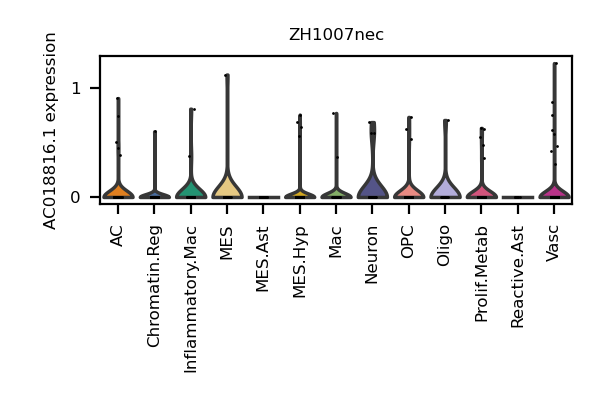 ZH1007nec
AC018816.1 expression
1
0
AC
Chromatin.Reg
Inflammatory.Mac
MES
MES.Ast
MES.Hyp
Mac
Neuron
OPC
Oligo
Prolif.Metab
Reactive.Ast
Vasc